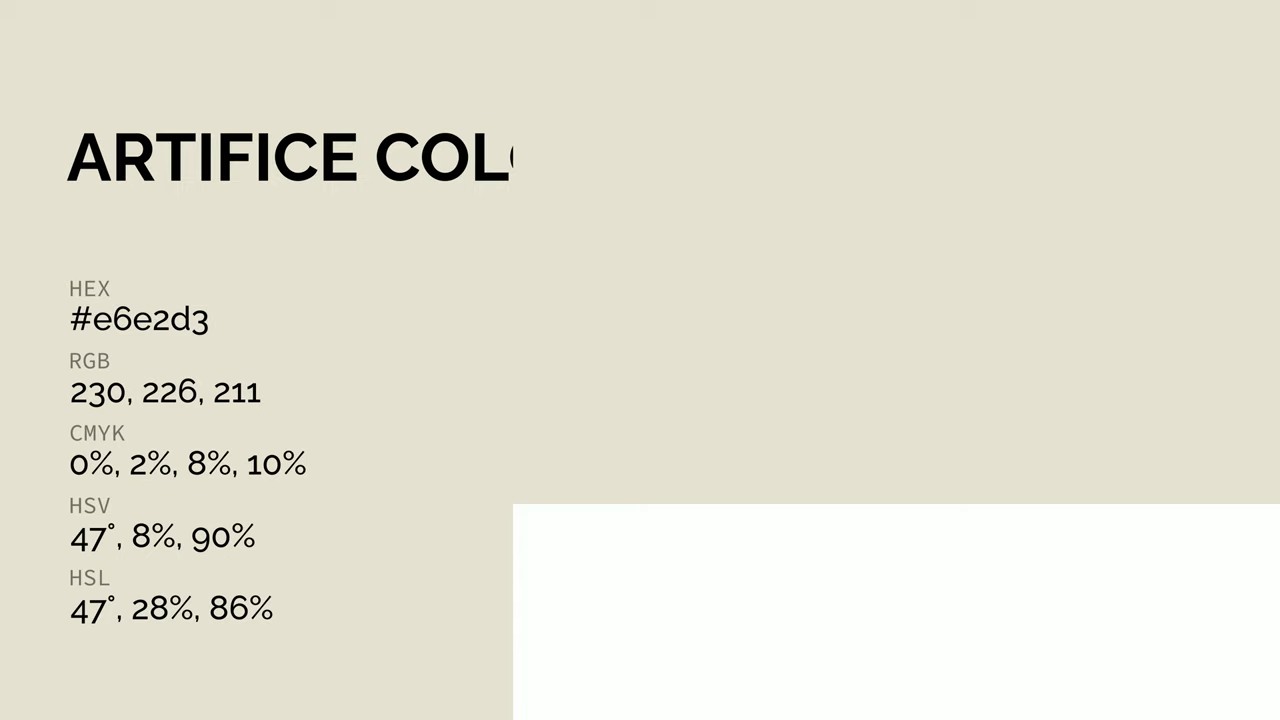 ARTIFICE COL
HEX
#e6e2d3
RGB
230, 226, 211
CMYK
0%, 2%, 8%, 10%
HSV
47°, 8%, 90%
HSL
47°, 28%, 86%